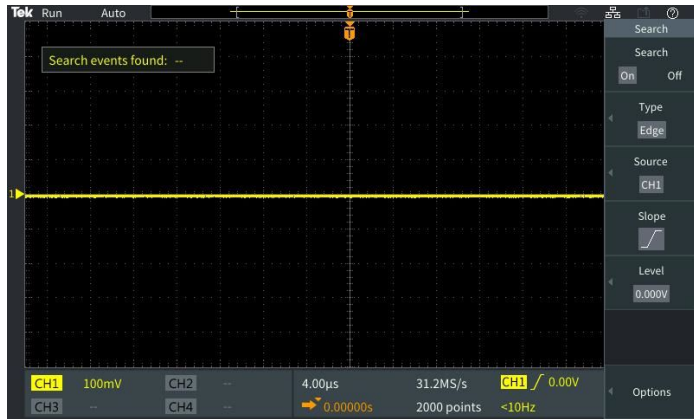 Tek Run Auto
T
Search
Search
On Off
Search events found: --
Type
Edge
Source
CH1
1
Slope
Level
0.000V
CH1 100mV CH2 -- 4.00µs 31.2MS/s CH1 0.00V
CH3 -- CH4 -- 0.00000s 2000 points <10Hz
Options